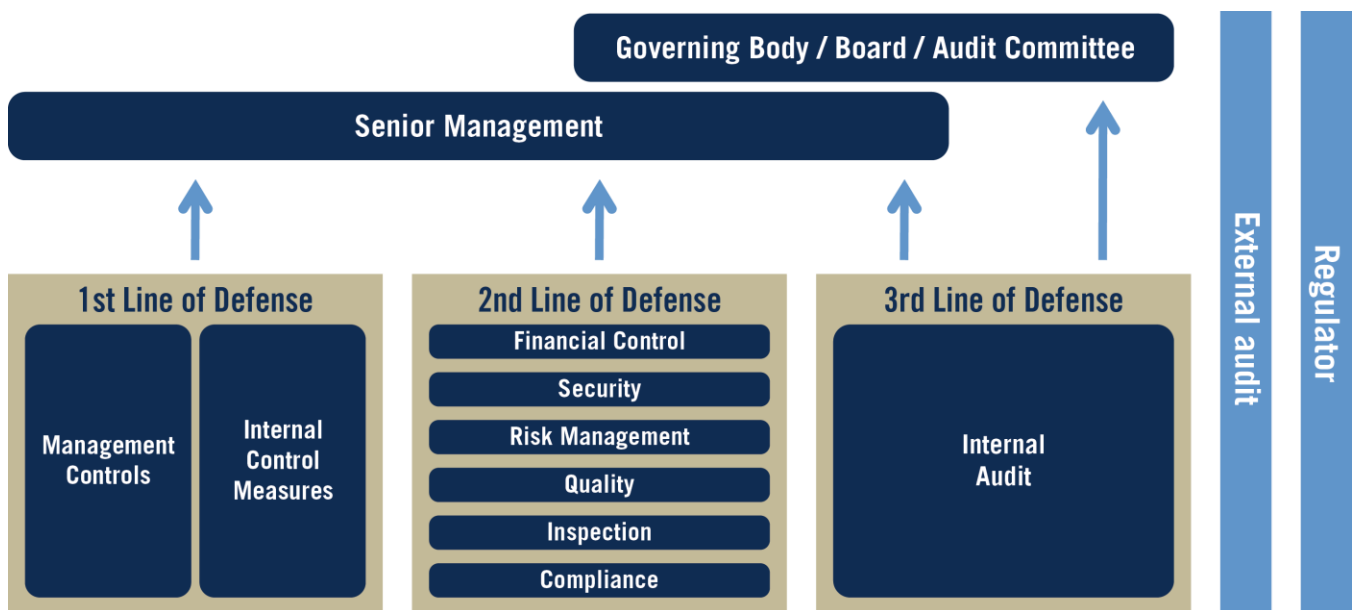 Governing Body / Board / Audit Committee
Senior Management
1st Line of Defense
Management
Controls
Internal
Control
Measures
2nd Line of Defense
Financial Control
Security
Risk Management
Quality
Inspection
Compliance
3rd Line of Defense
Internal
Audit
External audit
Regulator